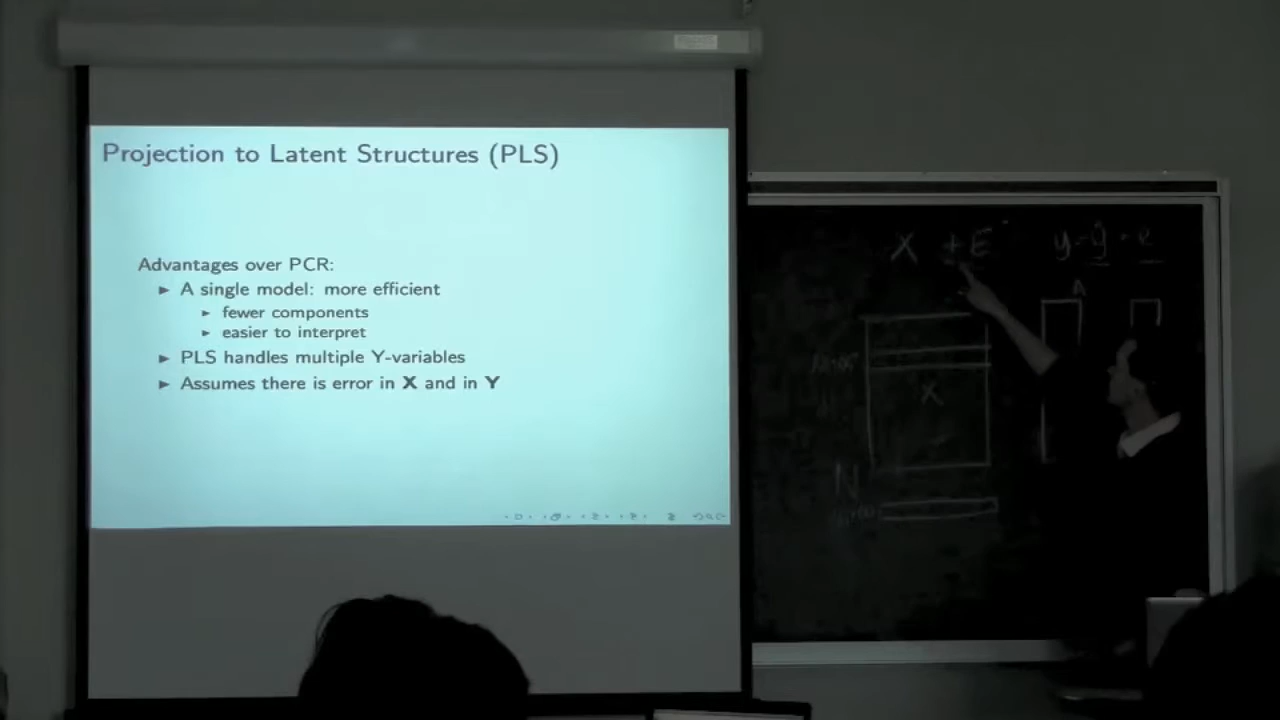 Projection to Latent Structures (PLS)
Advantages over PCR:
► A single model: more efficient
► fewer components
► easier to interpret
► PLS handles multiple Y-variables
► Assumes there is error in X and in Y
X + E
y - ŷ = e
A
X
N